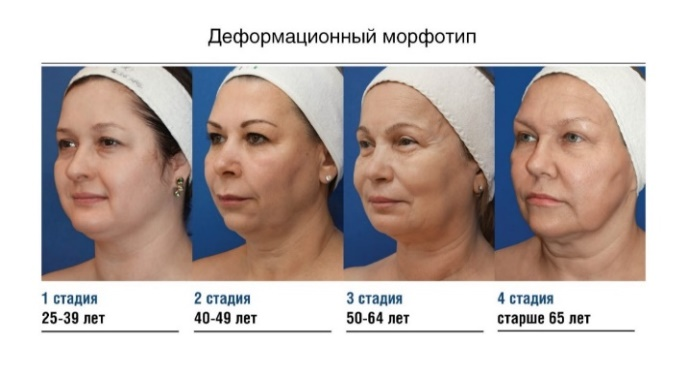 Деформационный морфотип
1 стадия
25-39 лет
2 стадия
40-49 лет
3 стадия
50-64 лет
4 стадия
старше 65 лет